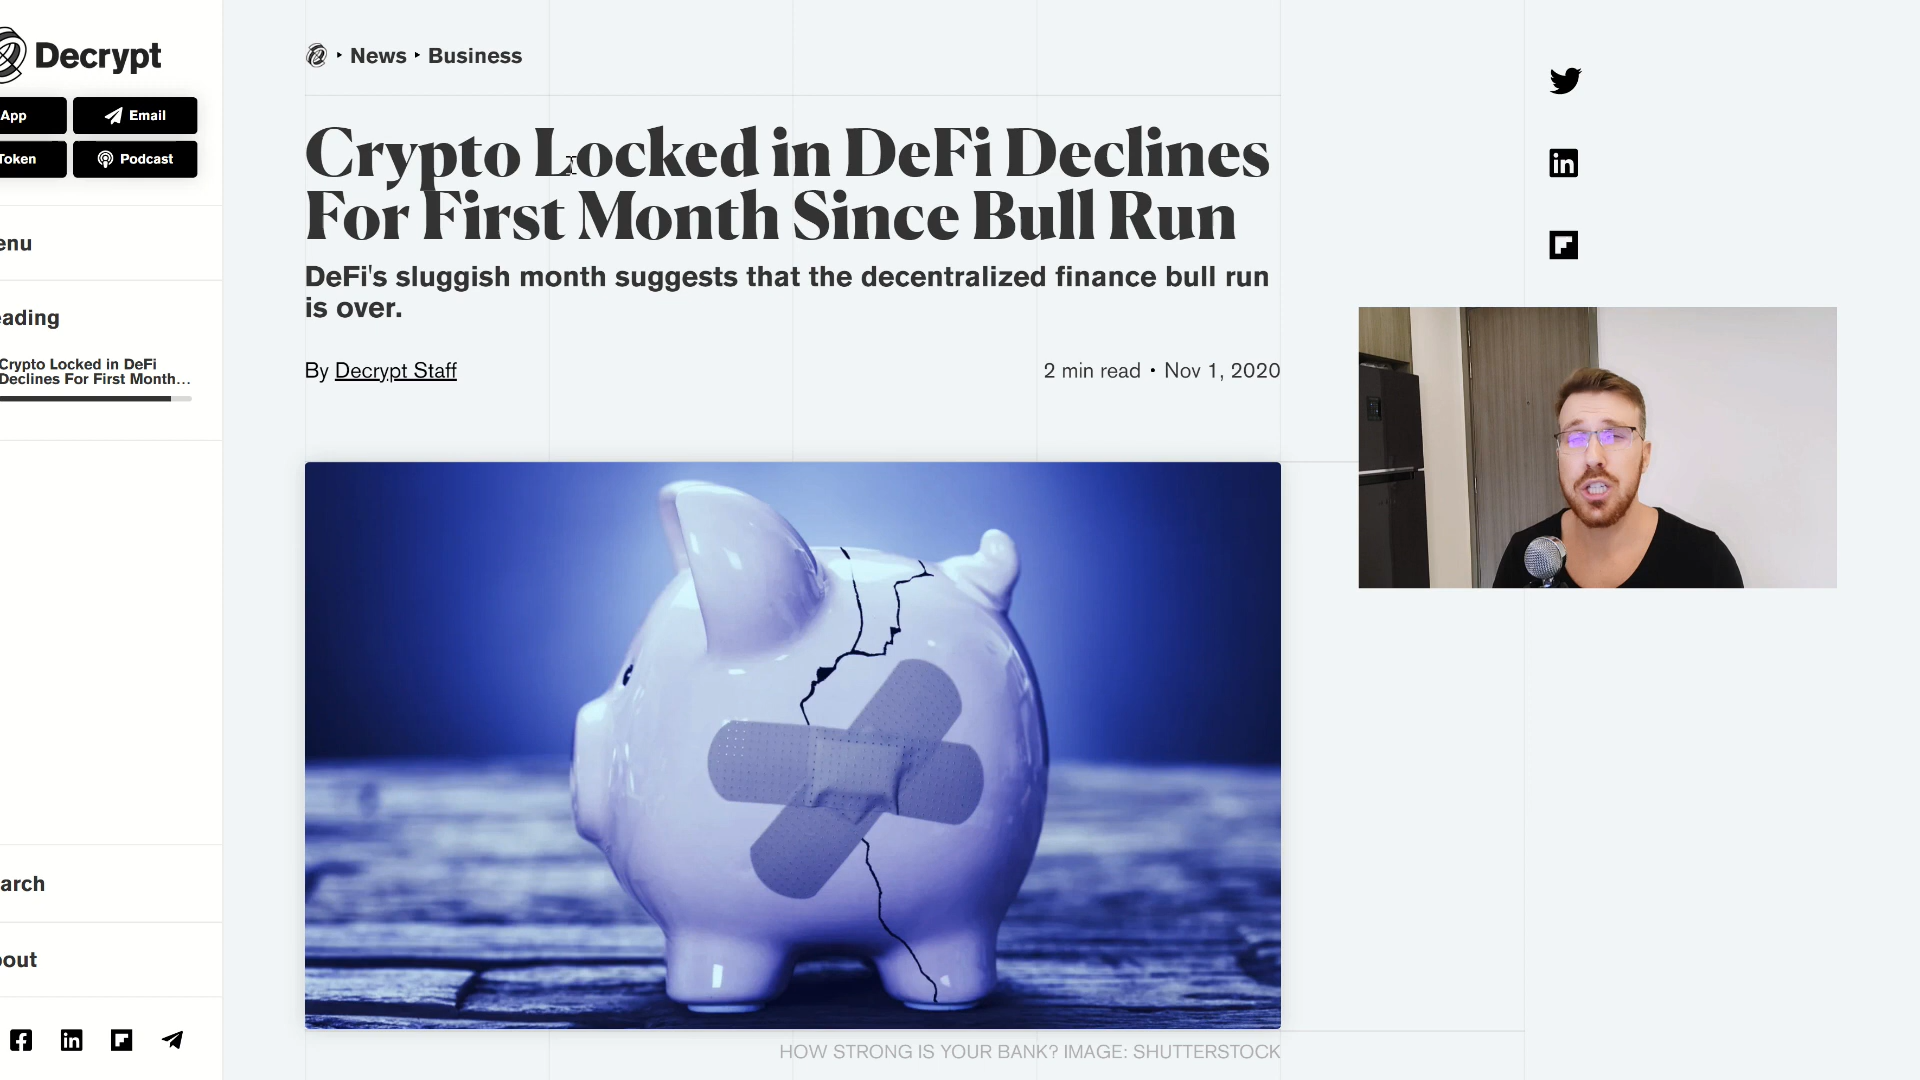 Decrypt
App
Email
Token
Podcast
enu
eading
Crypto Locked in DeFi
Declines For First Month...
arch
bout
News ‣ Business
Crypto Locked in DeFi Declines
For First Month Since Bull Run
DeFi's sluggish month suggests that the decentralized finance bull run
is over.
By Decrypt Staff
2 min read • Nov 1, 2020
HOW STRONG IS YOUR BANK? IMAGE: SHUTTERSTOCK